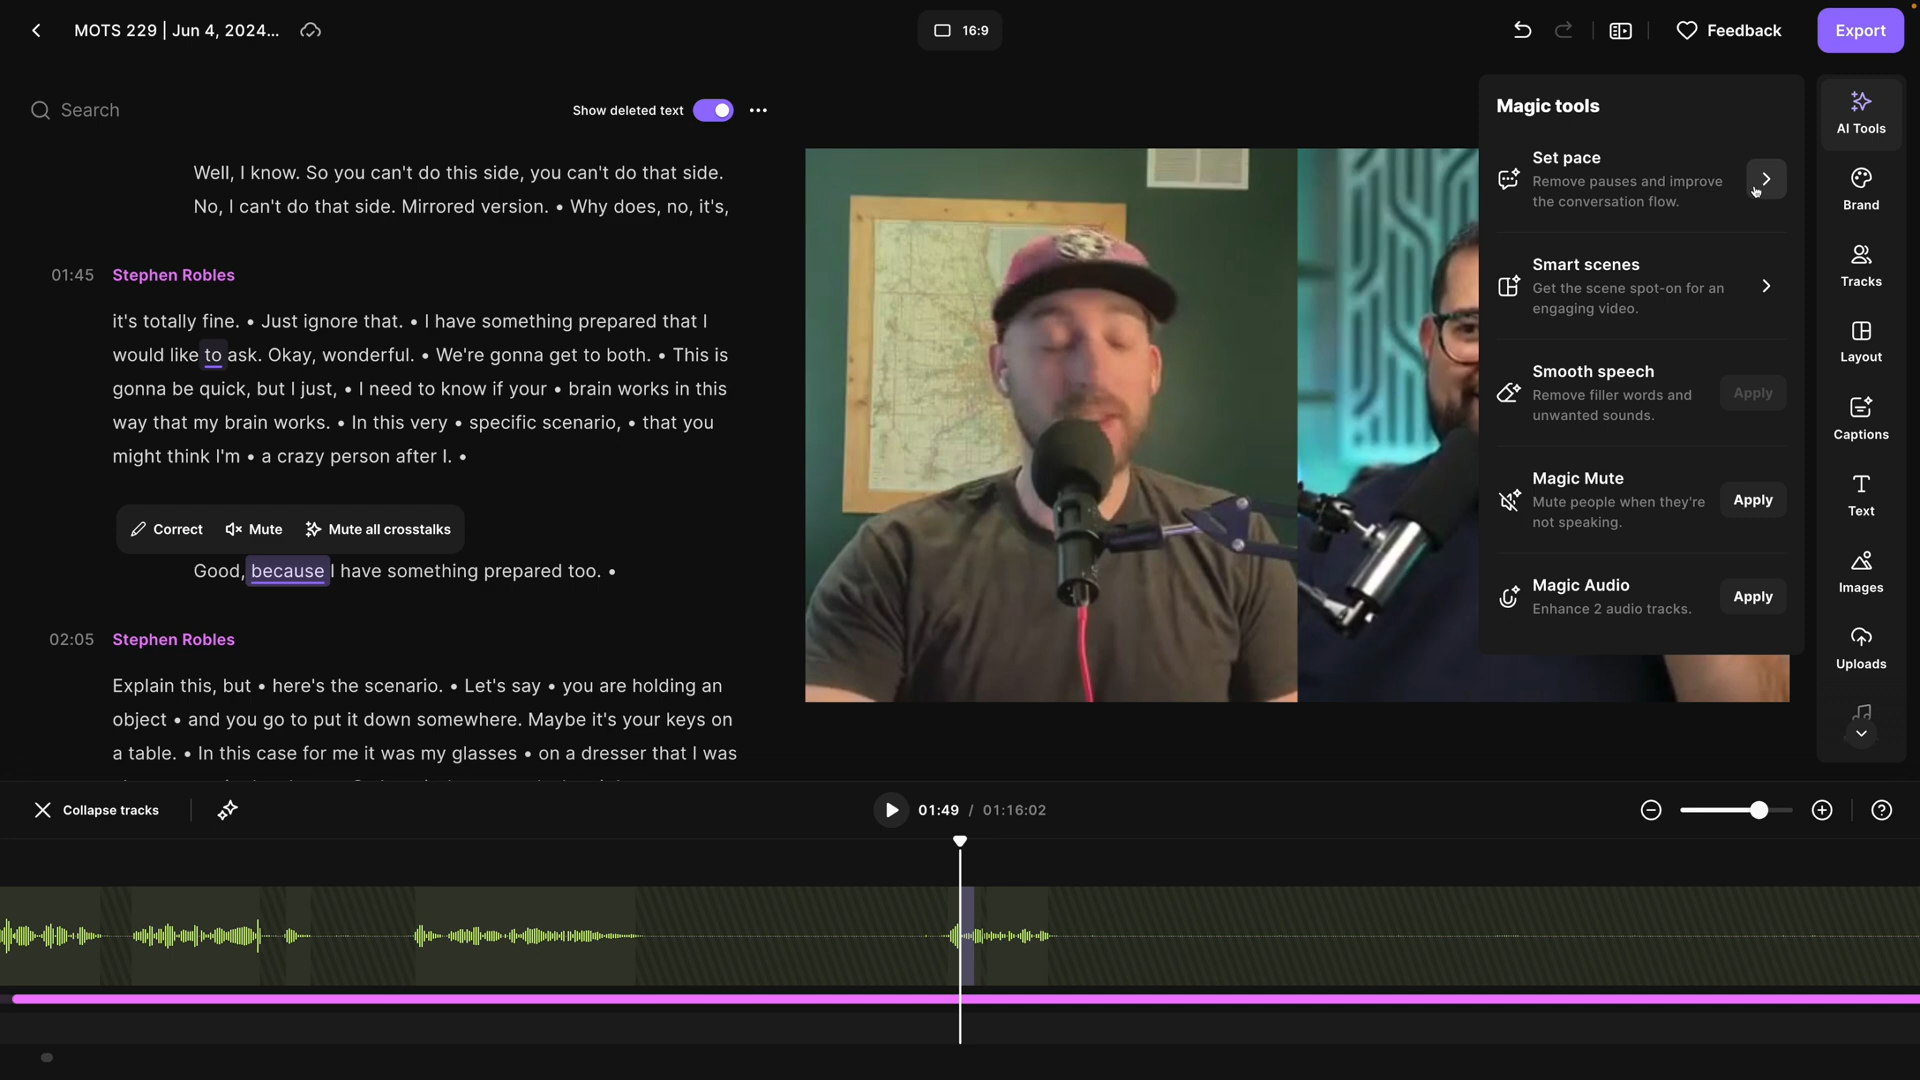 MOTS 229 | Jun 4, 2024...
16:9
Feedback
Export
Search
Show deleted text
Well, I know. So you can't do this side, you can't do that side.
No, I can't do that side. Mirrored version. • Why does, no, it's,
01:45
Stephen Robles
it's totally fine. • Just ignore that. • I have something prepared that I
would like to ask. Okay, wonderful. • We're gonna get to both. • This is
gonna be quick, but I just, • I need to know if your • brain works in this
way that my brain works. • In this very • specific scenario, • that you
might think I'm • a crazy person after I. •
Correct
Mute
Mute all crosstalks
Good, because I have something prepared too. •
02:05
Stephen Robles
Explain this, but • here's the scenario. • Let's say • you are holding an
object • and you go to put it down somewhere. Maybe it's your keys on
a table. • In this case for me it was my glasses • on a dresser that I was
Magic tools
Set pace
Remove pauses and improve
the conversation flow.
Smart scenes
Get the scene spot-on for an
engaging video.
Smooth speech
Remove filler words and
unwanted sounds.
Apply
Magic Mute
Mute people when they're
not speaking.
Apply
Magic Audio
Enhance 2 audio tracks.
Apply
AI Tools
Brand
Tracks
Layout
Captions
Text
Images
Uploads
Collapse tracks
01:49 / 01:16:02